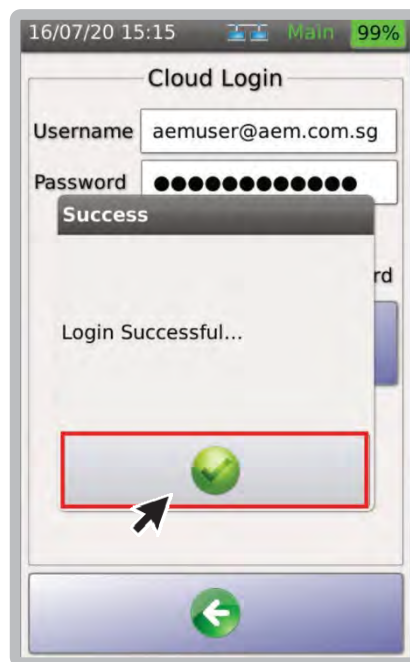 16/07/20 15:15 Main 99%
Cloud Login
Username aemuser@aem.com.sg
Password ●●●●●●●●●●●●
Success
rd
Login Successful...